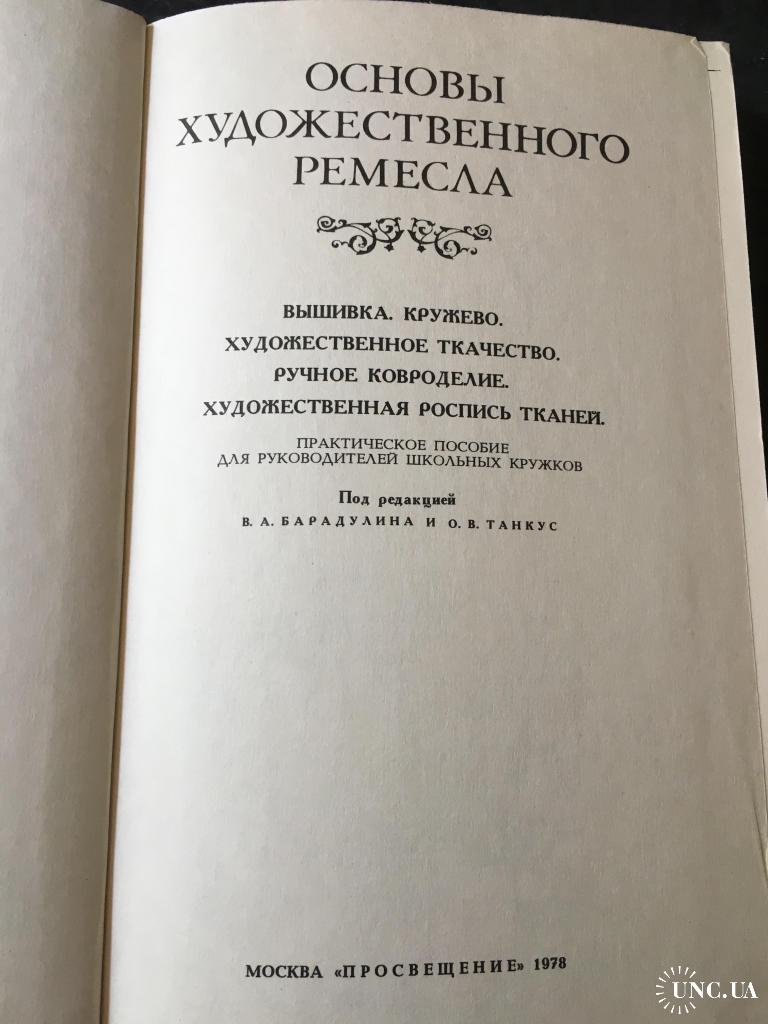 ОСНОВЫ
ХУДОЖЕСТВЕННОГО
РЕМЕСЛА
ВЫШИВКА. КРУЖЕВО.
ХУДОЖЕСТВЕННОЕ ТКАЧЕСТВО.
РУЧНОЕ КОВРОДЕЛИЕ.
ХУДОЖЕСТВЕННАЯ РОСПИСЬ ТКАНЕЙ.
ПРАКТИЧЕСКОЕ ПОСОБИЕ
ДЛЯ РУКОВОДИТЕЛЕЙ ШКОЛЬНЫХ КРУЖКОВ
Под редакцией
В. А. БАРАДУЛИНА И О. В. ТАНКУС
МОСКВА «ПРОСВЕЩЕНИЕ» 1978
UNC.UA